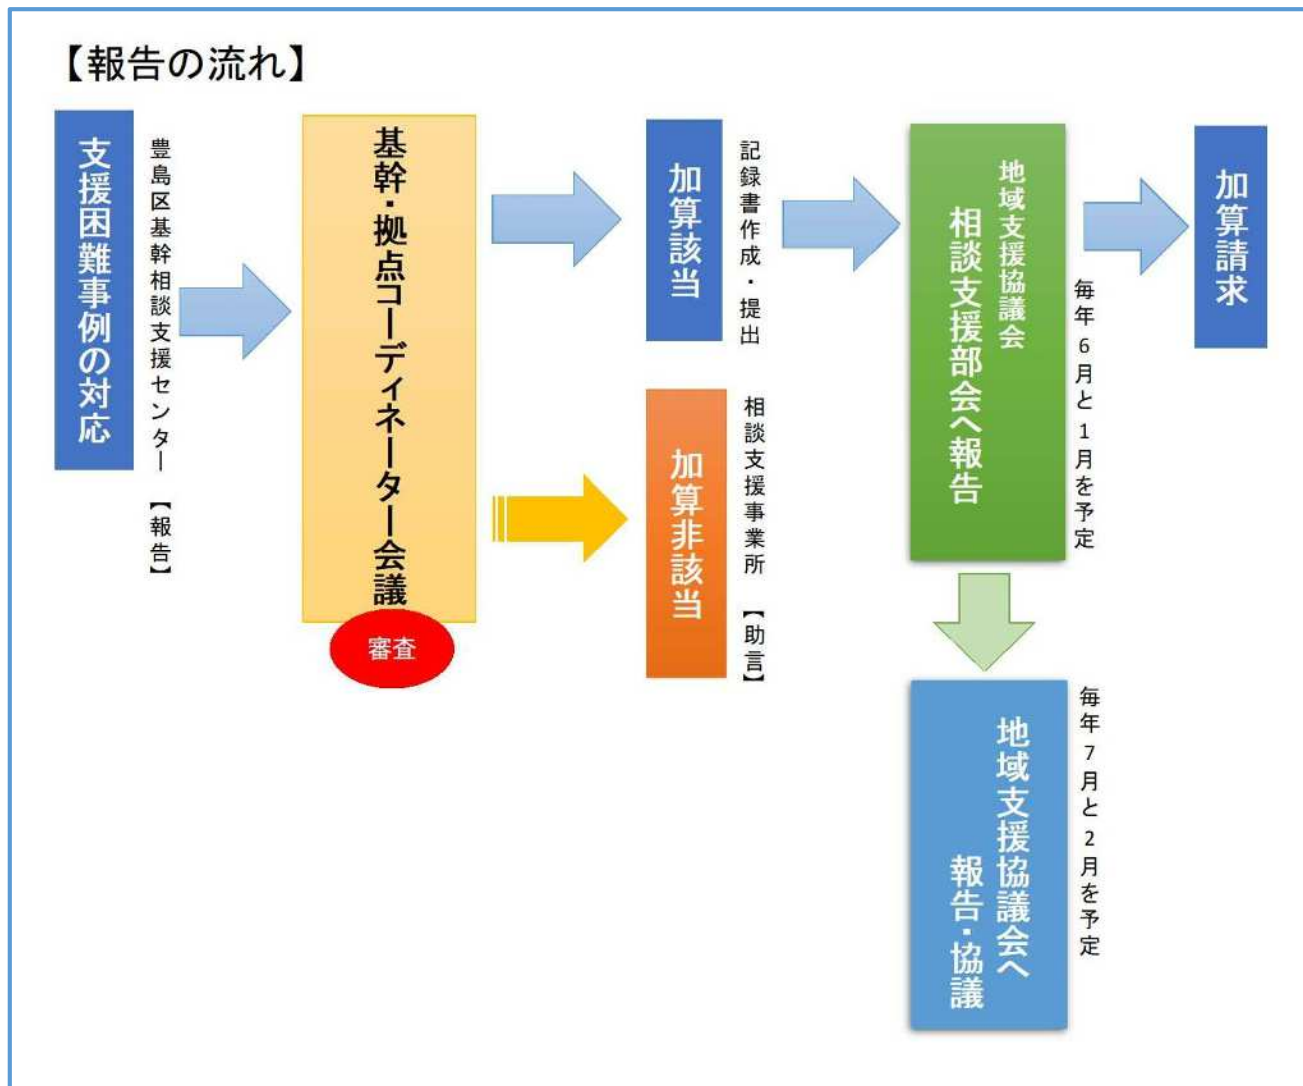 【報告の流れ】
支援困難事例の対応
豊島区基幹相談支援センター　【報告】
基幹・拠点コーディネーター会議
審査
加算該当
記録書作成・提出
加算非該当
相談支援事業所　【助言】
地域支援協議会
相談支援部会へ報告
毎年6月と1月を予定
加算請求
地域支援協議会へ
報告・協議
毎年7月と2月を予定